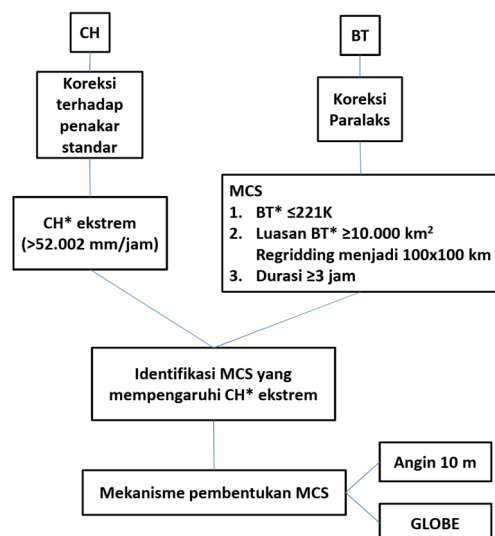 CH
BT
Koreksi
terhadap
penakar
standar
Koreksi
Paralaks
CH* ekstrem
(>52.002 mm/jam)
MCS
1. BT* ≤221K
2. Luasan BT* ≥10.000 km²
Regridding menjadi 100x100 km
3. Durasi ≥3 jam
Identifikasi MCS yang
mempengaruhi CH* ekstrem
Mekanisme pembentukan MCS
Angin 10 m
GLOBE